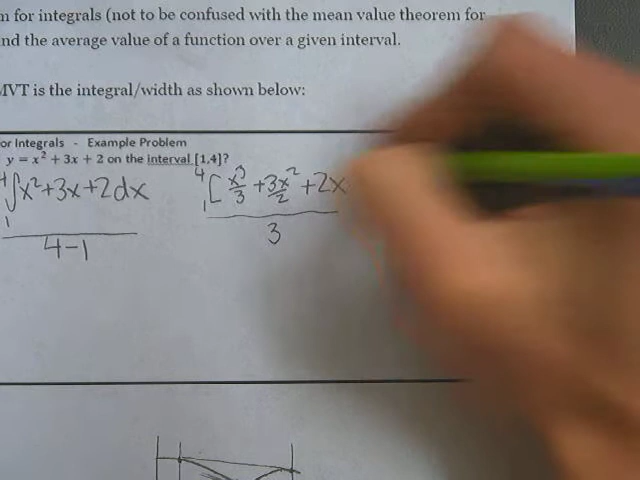 n for integrals (not to be confused with the mean value theorem for
nd the average value of a function over a given interval.
MVT is the integral/width as shown below:
or Integrals - Example Problem
y = x² + 3x + 2 on the interval [1,4]?
4 ∫ x²+3x+2dx 4 [ x³/3 + 3x²/2 +2x
1 1
4-1 3